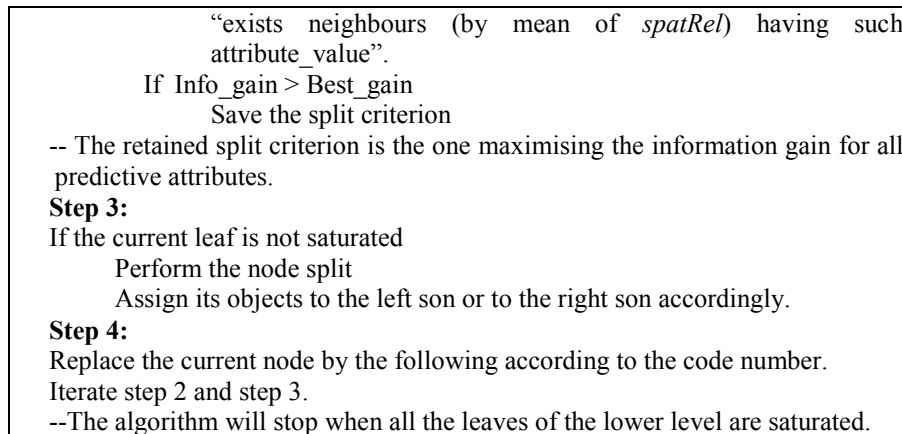 “exists neighbours (by mean of spatRel) having such
attribute_value”.
If Info_gain > Best_gain
Save the split criterion
-- The retained split criterion is the one maximising the information gain for all
predictive attributes.
Step 3:
If the current leaf is not saturated
Perform the node split
Assign its objects to the left son or to the right son accordingly.
Step 4:
Replace the current node by the following according to the code number.
Iterate step 2 and step 3.
--The algorithm will stop when all the leaves of the lower level are saturated.